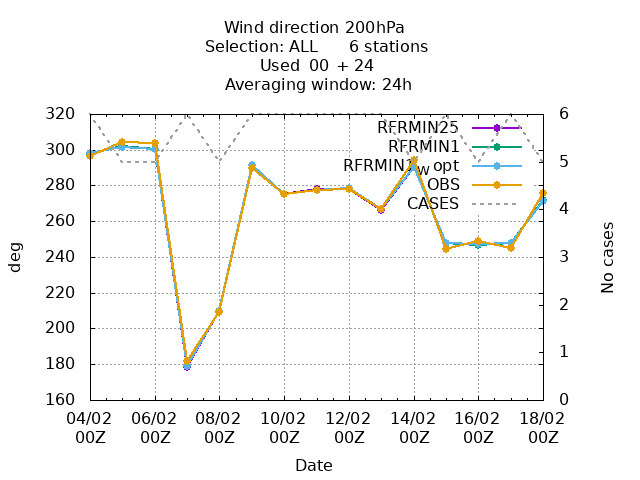 Wind direction 200hPa
Selection: ALL 6 stations
Used 00 + 24
Averaging window: 24h
RFRMIN25
RFRMIN1
RFRMIN1_W_opt
OBS
CASES
deg
320
300
280
260
240
220
200
180
160
6
5
4
3
2
1
0
No cases
04/02 06/02 08/02 10/02 12/02 14/02 16/02 18/02
00Z 00Z 00Z 00Z 00Z 00Z 00Z 00Z
Date